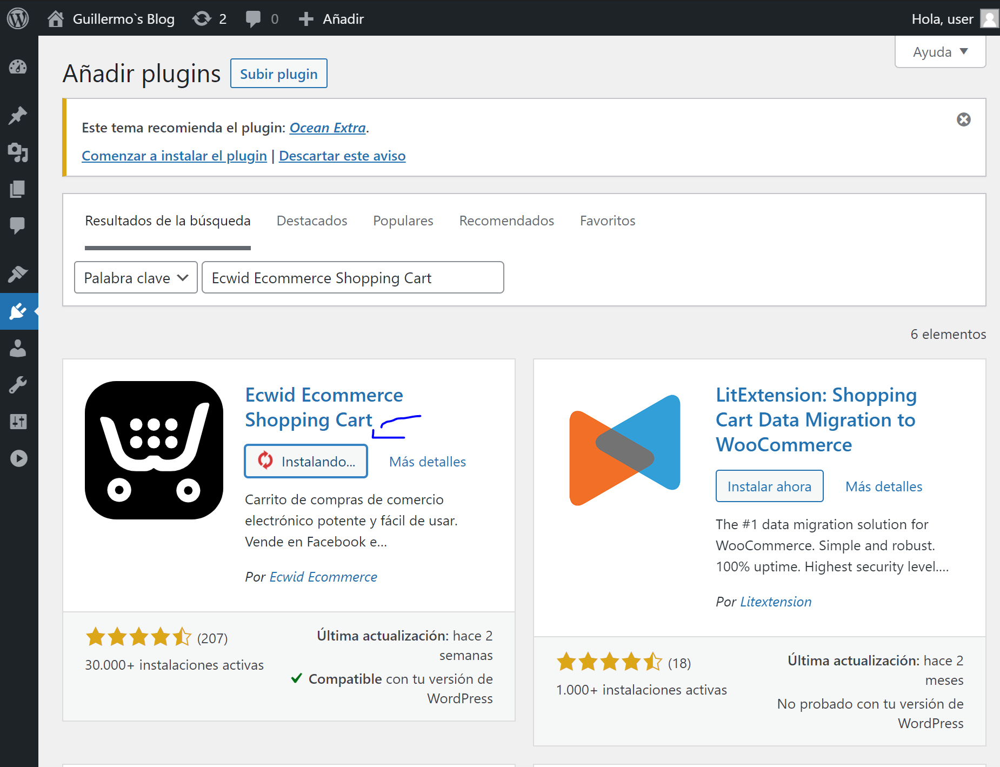 Guillermo`s Blog 2 0 Añadir Hola, user
Ayuda
Añadir plugins Subir plugin
Este tema recomienda el plugin: Ocean Extra.
Comenzar a instalar el plugin | Descartar este aviso
Resultados de la búsqueda Destacados Populares Recomendados Favoritos
Palabra clave Ecwid Ecommerce Shopping Cart
6 elementos
Ecwid Ecommerce
Shopping Cart
Instalando... Más detalles
Carrito de compras de comercio
electrónico potente y fácil de usar.
Vende en Facebook e...
Por Ecwid Ecommerce
(207)
30.000+ instalaciones activas
Última actualización: hace 2
semanas
Compatible con tu versión de
WordPress
LitExtension: Shopping
Cart Data Migration to
WooCommerce
Instalar ahora Más detalles
The #1 data migration solution for
WooCommerce. Simple and robust.
100% uptime. Highest security level....
Por Litextension
(18)
1.000+ instalaciones activas
Última actualización: hace 2
meses
No probado con tu versión de
WordPress